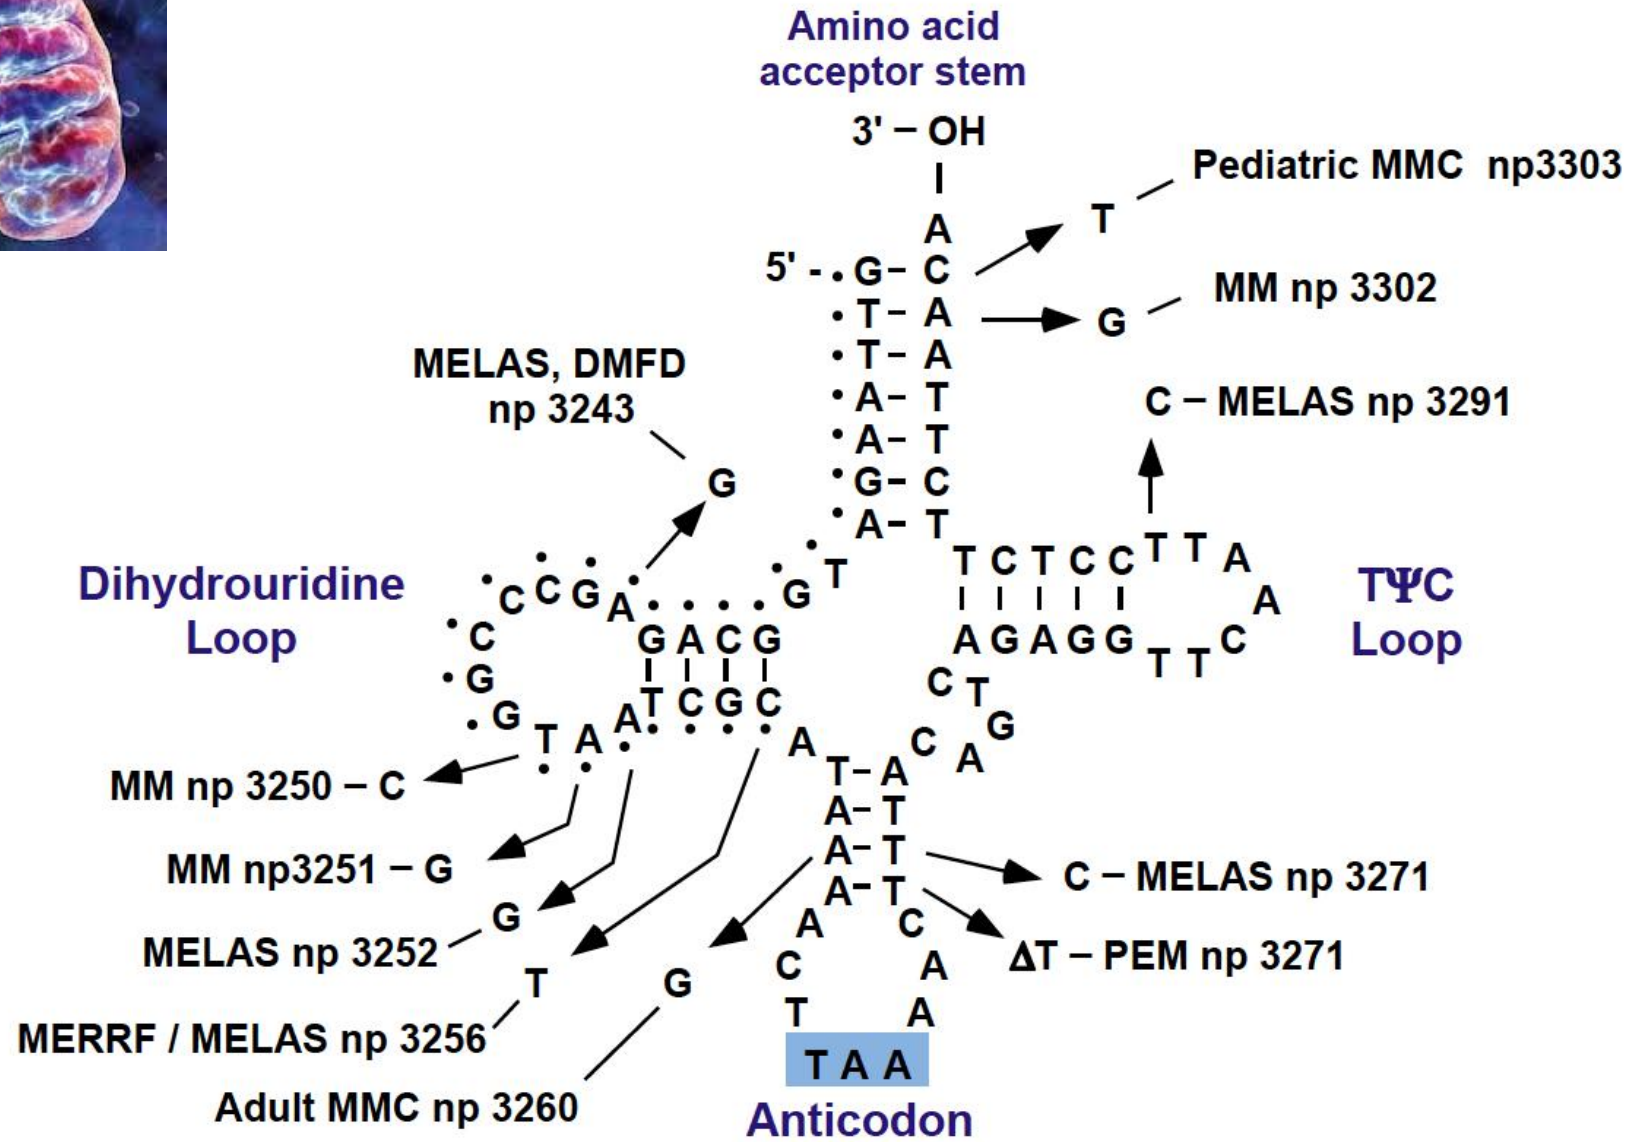 Amino acid
acceptor stem
3' – OH
Pediatric MMC np3303
T
A
5' - G – C
MM np 3302
T – A
G
MELAS, DMFD
np 3243
T – A
C – MELAS np 3291
A – T
A – T
G
G – C
A – T
Dihydrouridine
Loop
C C G A
G T
T C T C C T T A
A
TΨC
Loop
C
G A C G
A G A G G T T C
G
T C G C
C T
G
G T A A
A
C A
MM np 3250 – C
T – A
A – T
MM np3251 – G
A – T
C – MELAS np 3271
A – T
G
MELAS np 3252
A C
ΔT – PEM np 3271
C A
T
G
T A
MERRF / MELAS np 3256
T A A
Adult MMC np 3260
Anticodon